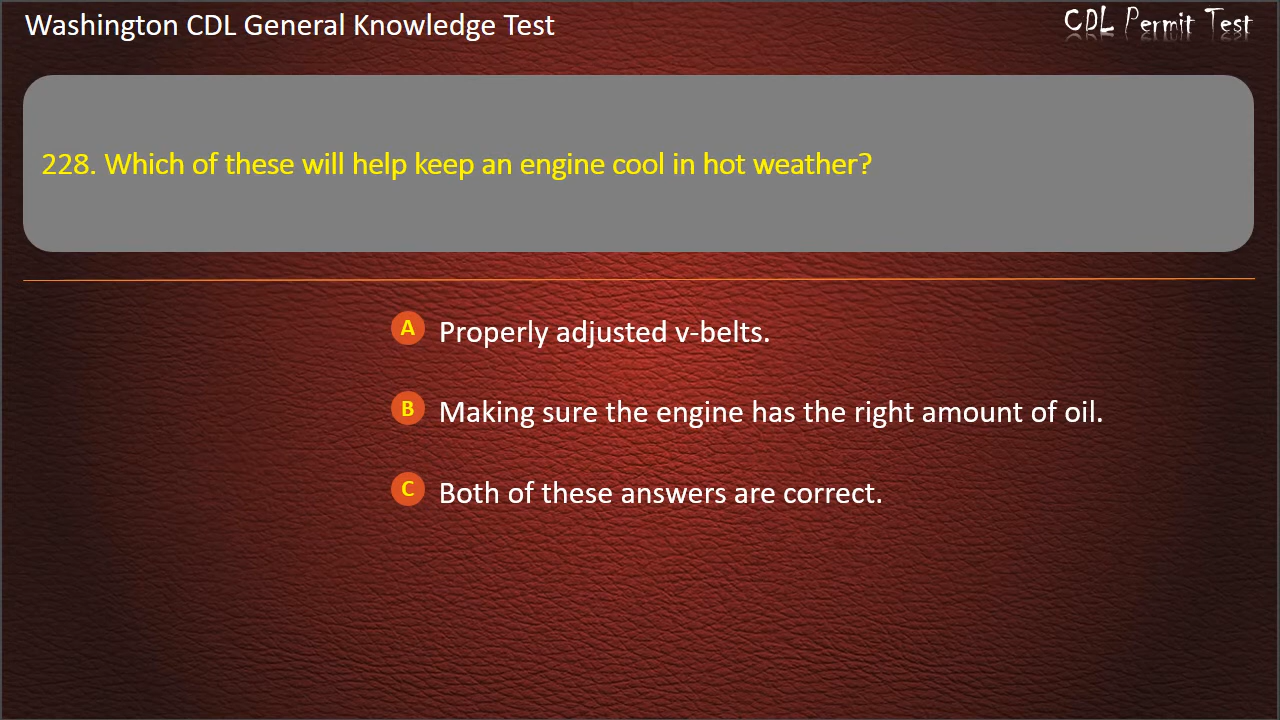 Washington CDL General Knowledge Test
CDL Permit Test
228. Which of these will help keep an engine cool in hot weather?
A Properly adjusted v-belts.
B Making sure the engine has the right amount of oil.
C Both of these answers are correct.